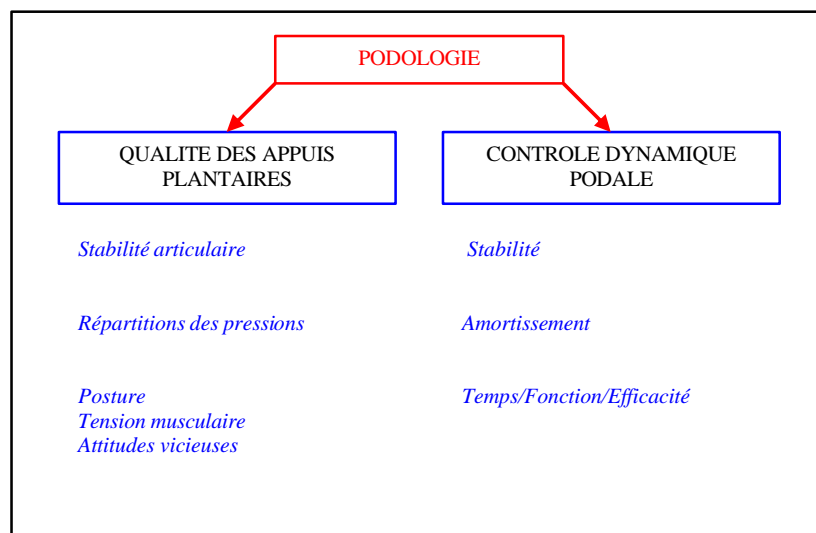 PODOLOGIE
QUALITE DES APPUIS
PLANTAIRES
Stabilité articulaire
Répartitions des pressions
Posture
Tension musculaire
Attitudes vicieuses
CONTROLE DYNAMIQUE
PODALE
Stabilité
Amortissement
Temps/Fonction/Efficacité